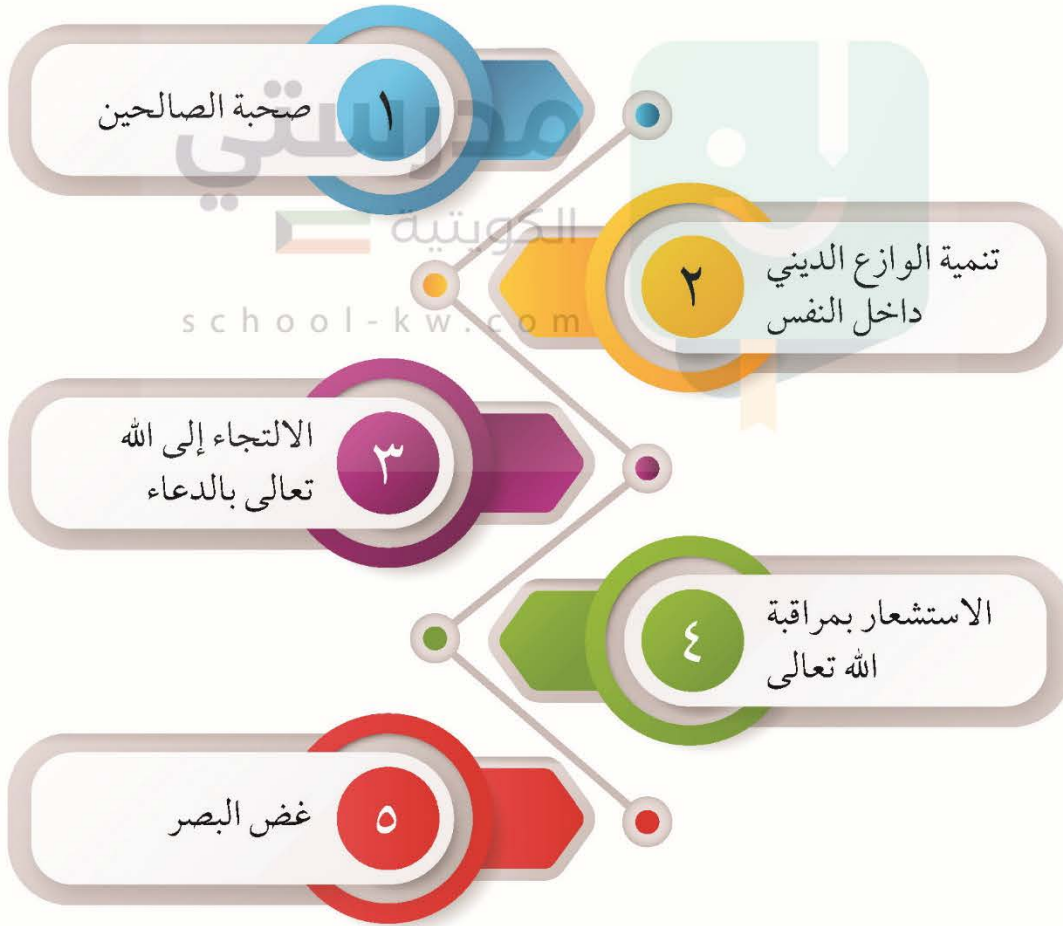 ١
صحبة الصالحين
مدرستي
الكويتية
school-kw.com
٢
تنمية الوازع الديني
داخل النفس
٣
الالتجاء إلى الله
تعالى بالدعاء
٤
الاستشعار بمراقبة
الله تعالى
٥
غض البصر